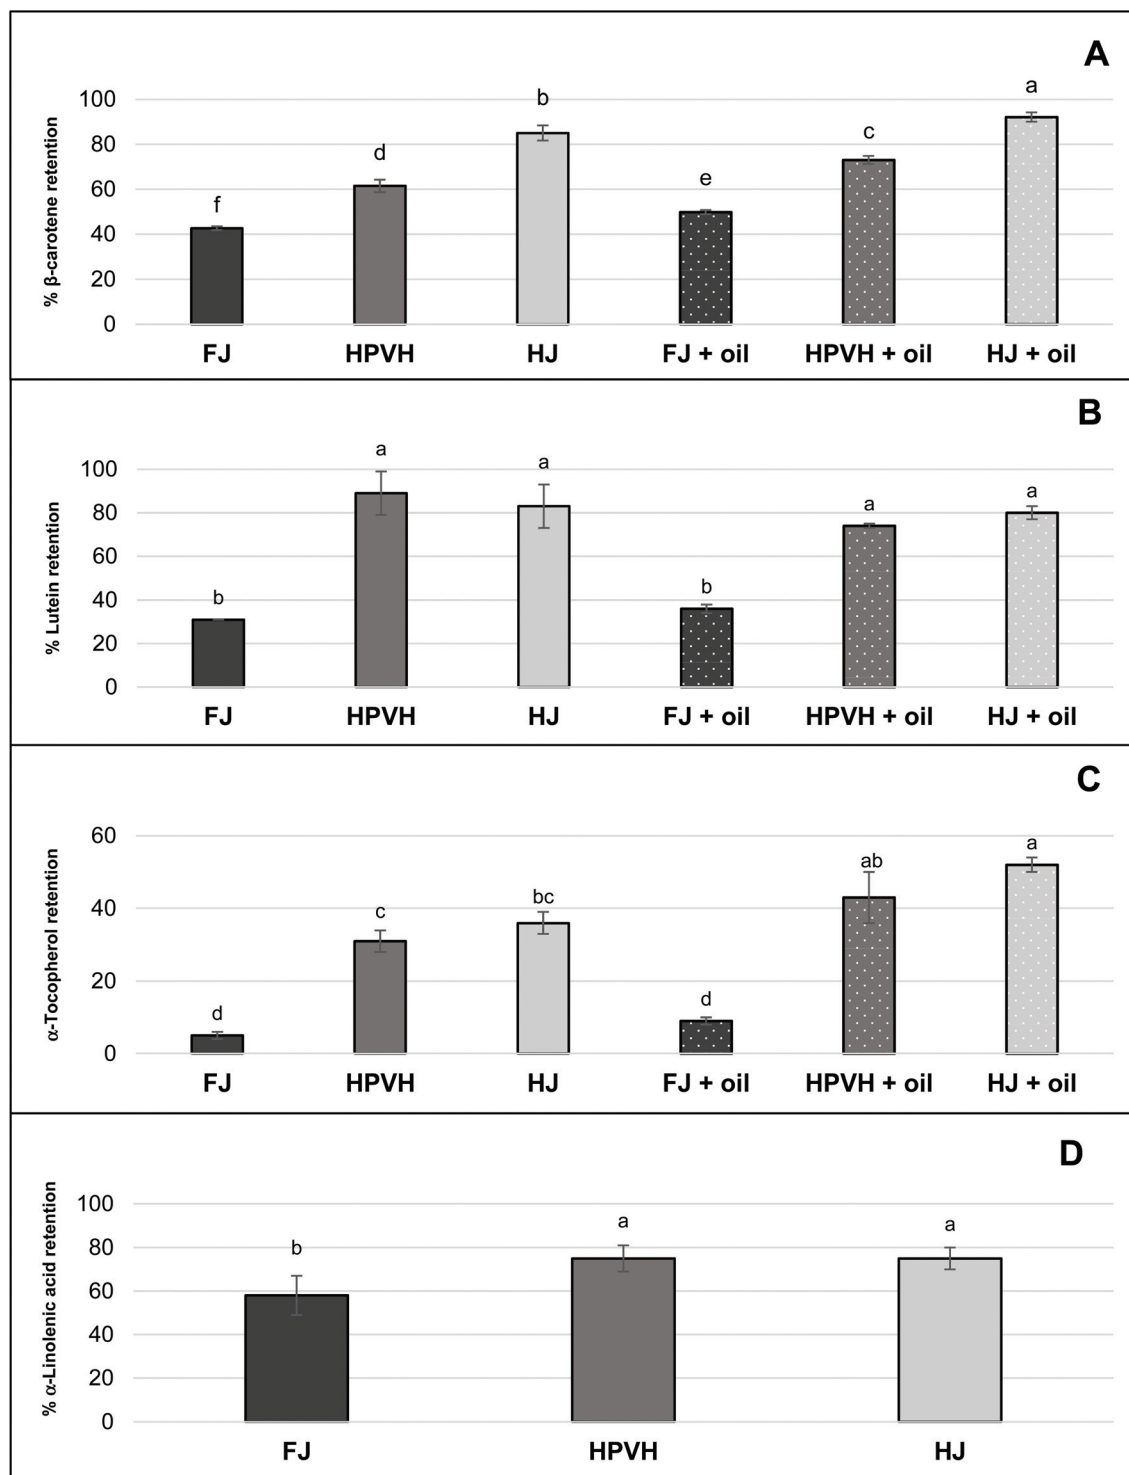 A
% β-carotene retention
100
80
60
40
20
0
f
d
b
e
c
a
FJ HPVH HJ FJ + oil HPVH + oil HJ + oil
B
% Lutein retention
100
80
60
40
20
0
b
a
a
b
a
a
FJ HPVH HJ FJ + oil HPVH + oil HJ + oil
C
α-Tocopherol retention
60
40
20
0
d
c
bc
d
ab
a
FJ HPVH HJ FJ + oil HPVH + oil HJ + oil
D
% α-Linolenic acid retention
100
80
60
40
20
0
b
a
a
FJ HPVH HJ